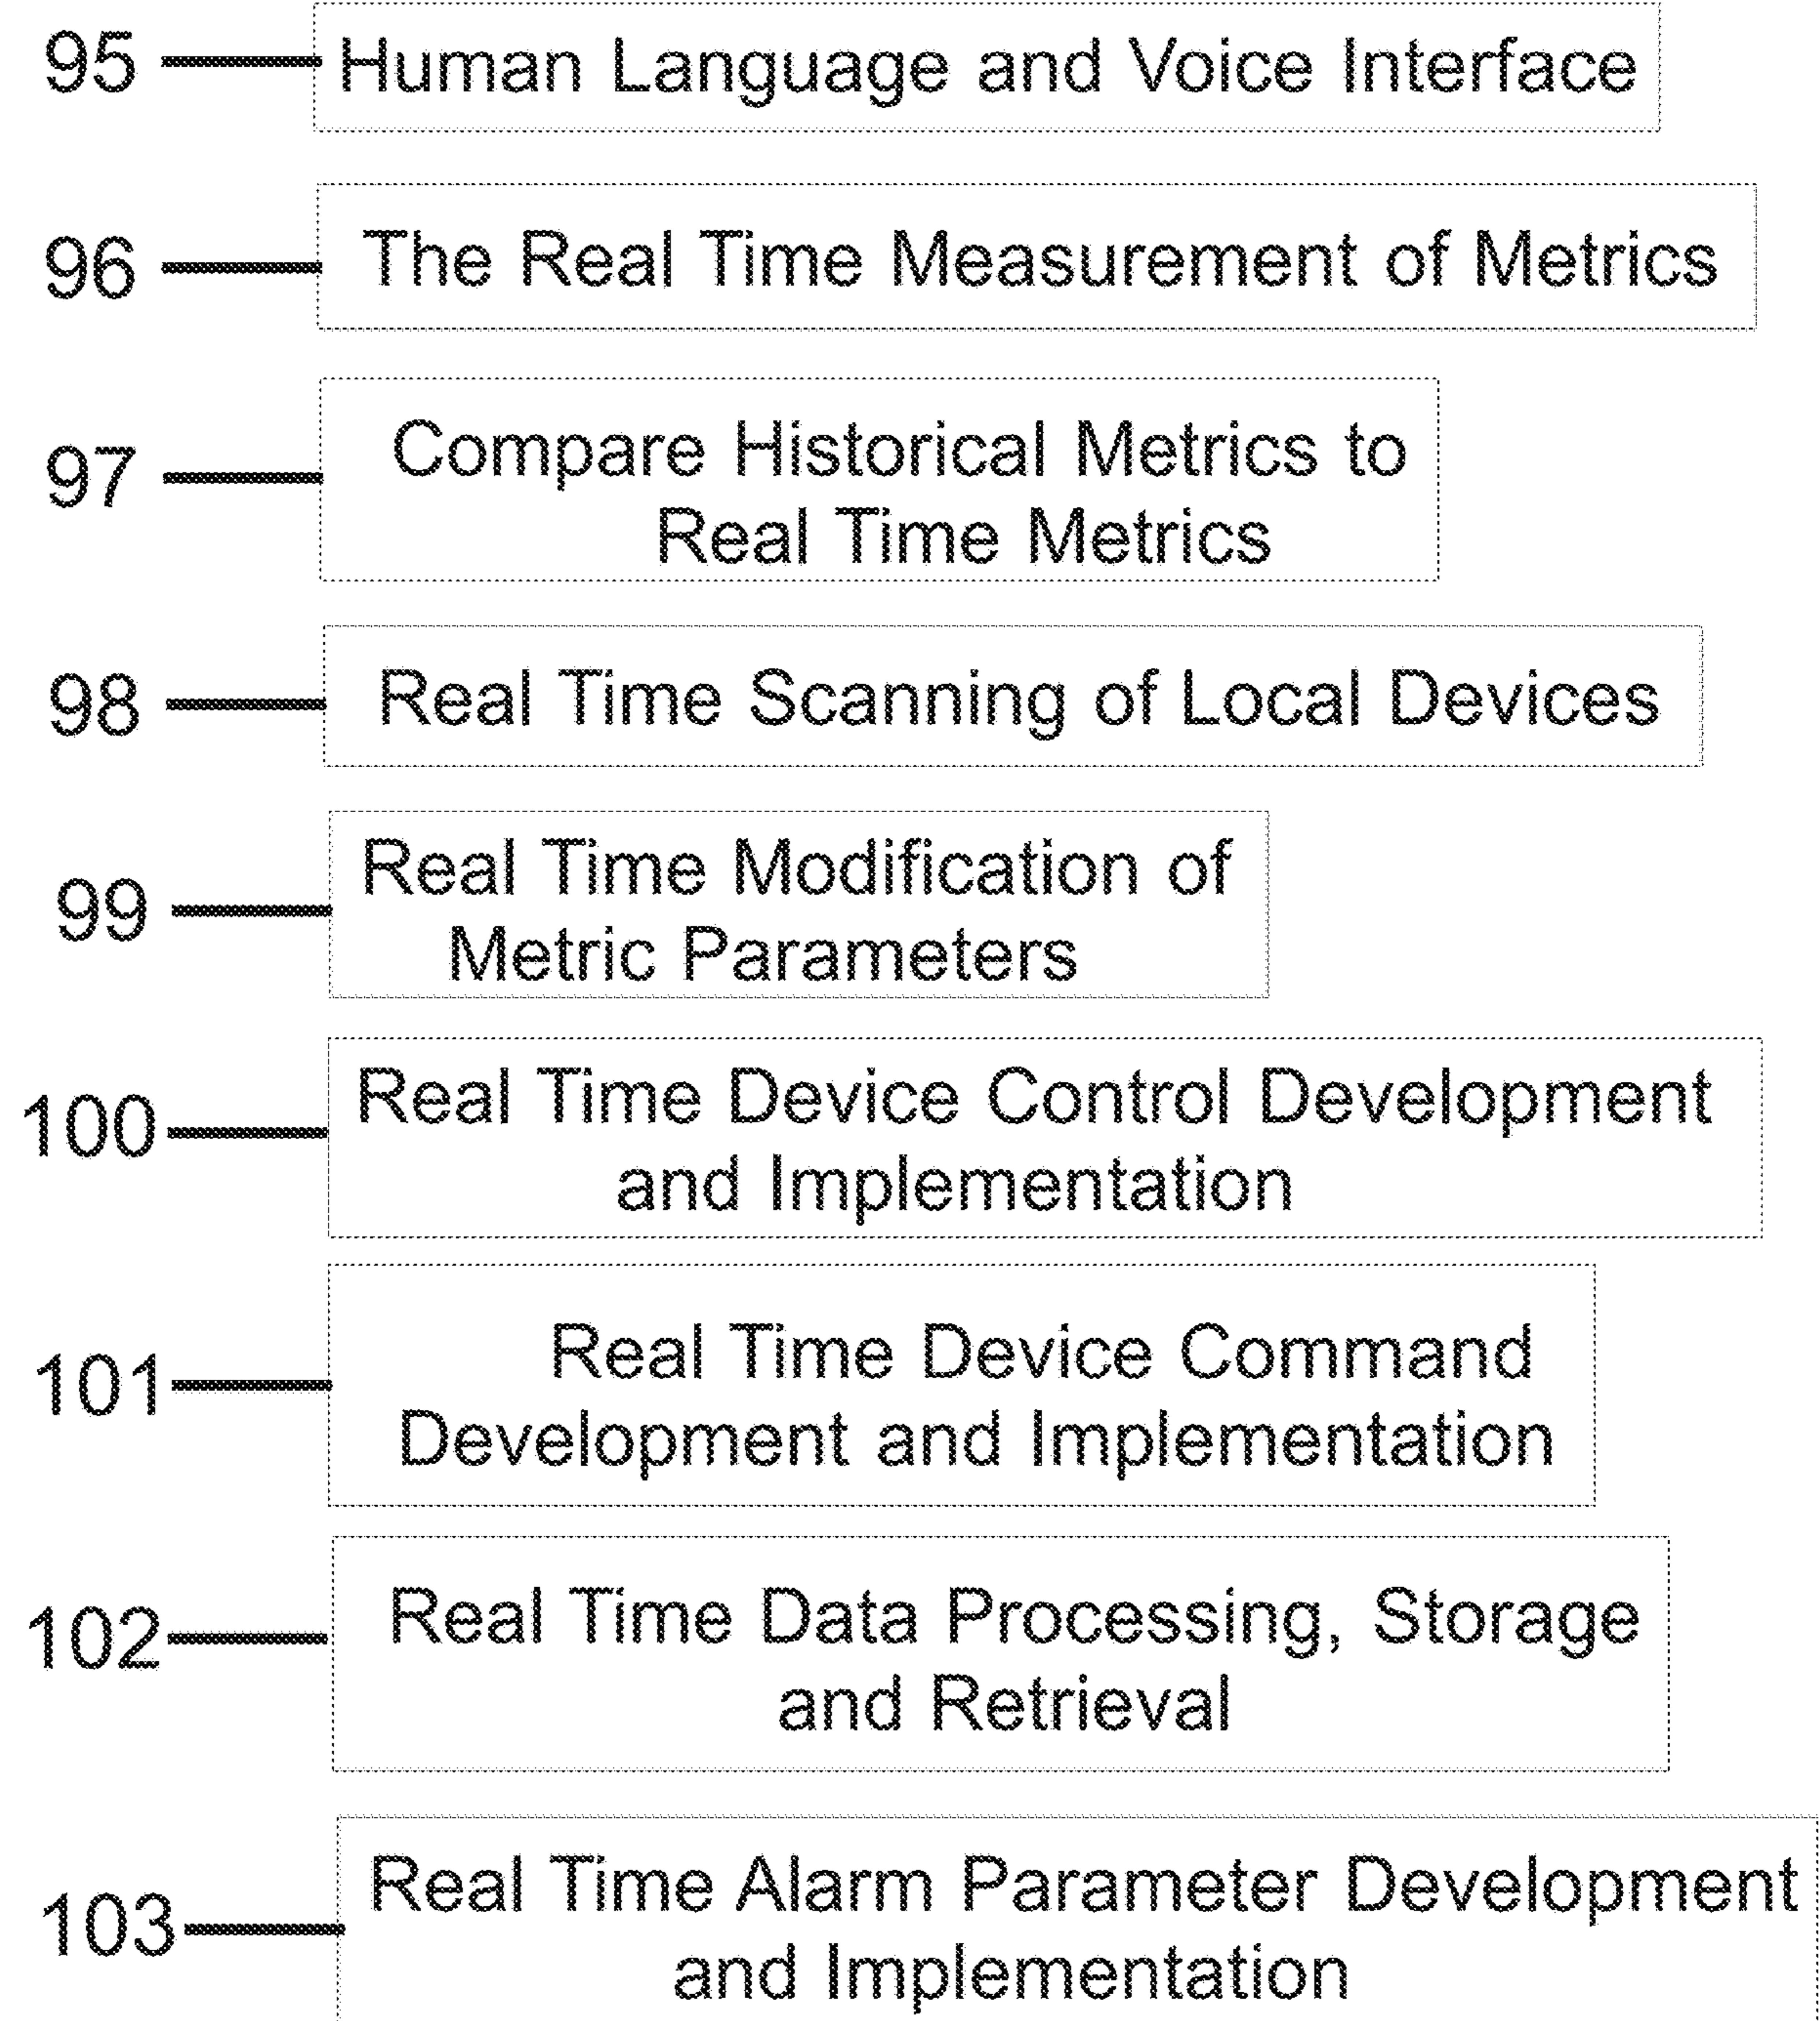 95 Human Language and Voice Interface
96 The Real Time Measurement of Metrics
97 Compare Historical Metrics to
Real Time Metrics
98 Real Time Scanning of Local Devices
99 Real Time Modification of
Metric Parameters
100 Real Time Device Control Development
and Implementation
101 Real Time Device Command
Development and Implementation
102 Real Time Data Processing, Storage
and Retrieval
103 Real Time Alarm Parameter Development
and Implementation